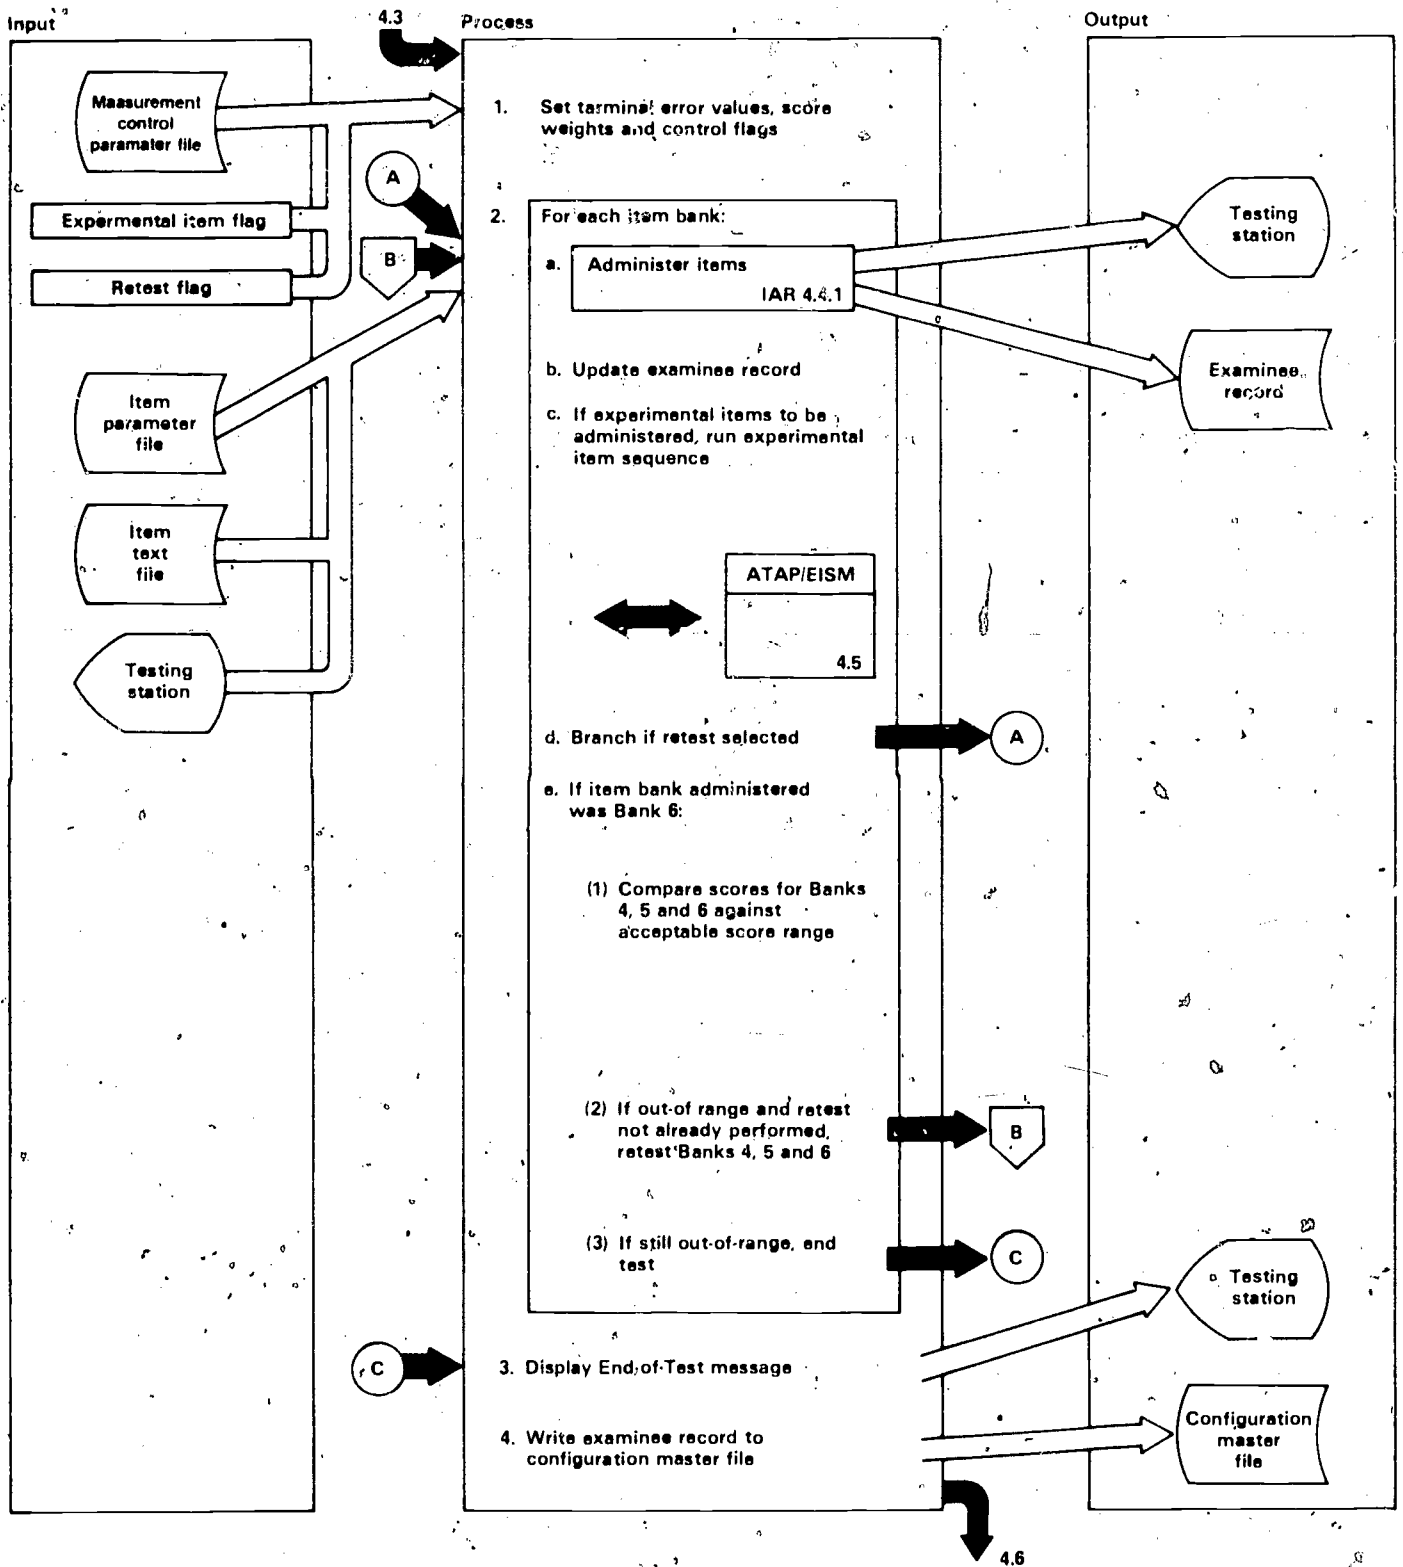 Input
4.3
Process
Output
Maasurement
control
paramater file
Expermental item flag
Retest flag
Item
parameter
file
Item
text
file
Testing
station
A
B
1. Set tarminal error values, score
weights and control flags
2. For each item bank:
a. Administer items
IAR 4.4.1
b. Update examinee record
c. If experimental items to be
administered, run experimental
item sequence
ATAP/EISM
4.5
d. Branch if retest selected
A
e. If item bank administered
was Bank 6:
(1) Compare scores for Banks
4, 5 and 6 against
acceptable score range
(2) If out-of range and retest
not already performed,
retest Banks 4, 5 and 6
B
(3) If still out-of-range, end
test
C
C
3. Display End-of-Test message
4. Write examinee record to
configuration master file
4.6
Testing
station
Examinee
record
Testing
station
Configuration
master
file